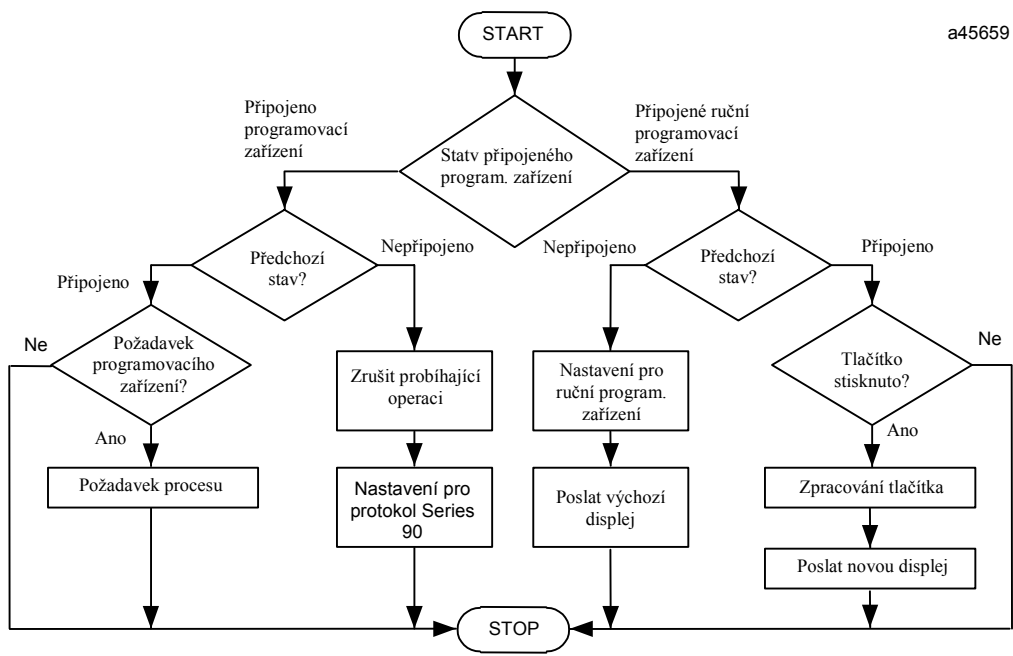 START
a45659
Připojeno
programovací
zařízení
Připojené ruční
programovací
zařízení
Statv připojeného
program. zařízení
Předchozí
stav?
Nepřipojeno
Nepřipojeno
Předchozí
stav?
Připojeno
Připojeno
Ne
Požadavek
programovacího
zařízení?
Zrušit probíhající
operaci
Nastavení pro
ruční program.
zařízení
Tlačítko
stisknuto?
Ne
Ano
Ano
Požadavek procesu
Nastavení pro
protokol Series
90
Poslat výchozí
displej
Zpracování tlačítka
Poslat novou displej
STOP